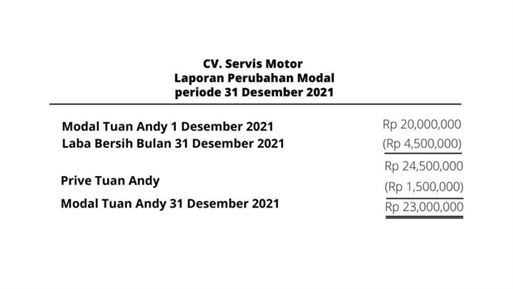 CV. Servis Motor
Laporan Perubahan Modal
periode 31 Desember 2021
Modal Tuan Andy 1 Desember 2021 Rp 20,000,000
Laba Bersih Bulan 31 Desember 2021 (Rp 4,500,000)
Rp 24,500,000
Prive Tuan Andy (Rp 1,500,000)
Modal Tuan Andy 31 Desember 2021 Rp 23,000,000